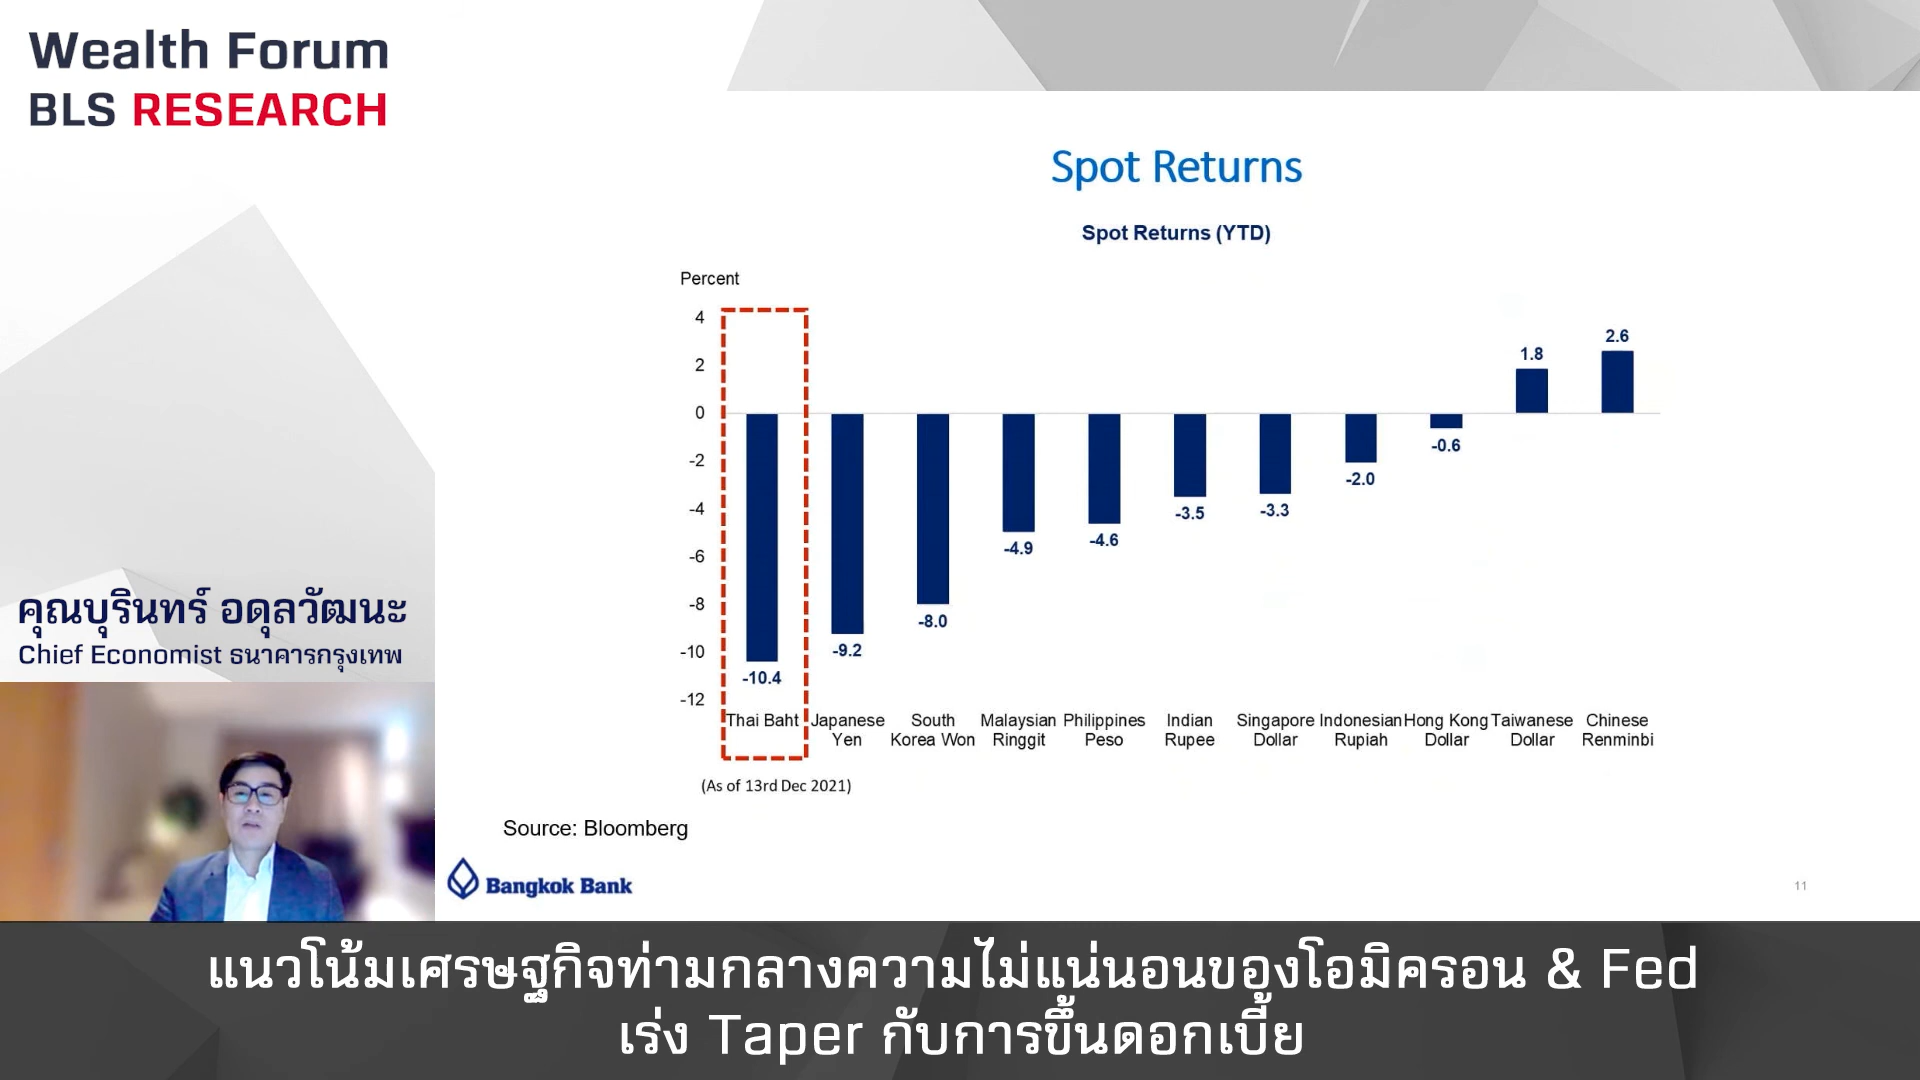 Wealth Forum
BLS RESEARCH
คุณบุรินทร์ อดุลวัฒนะ
Chief Economist ธนาคารกรุงเทพ
Spot Returns
Spot Returns (YTD)
Percent
4
2
0
-2
-4
-6
-8
-10
-12
-10.4
-9.2
-8.0
-4.9
-4.6
-3.5
-3.3
-2.0
-0.6
1.8
2.6
Thai Baht
Japanese
Yen
South
Korea Won
Malaysian
Ringgit
Philippines
Peso
Indian
Rupee
Singapore
Dollar
Indonesian
Rupiah
Hong Kong
Dollar
Taiwanese
Dollar
Chinese
Renminbi
(As of 13rd Dec 2021)
Source: Bloomberg
Bangkok Bank
11
แนวโน้มเศรษฐกิจท่ามกลางความไม่แน่นอนของโอมิครอน & Fed
เร่ง Taper กับการขึ้นดอกเบี้ย